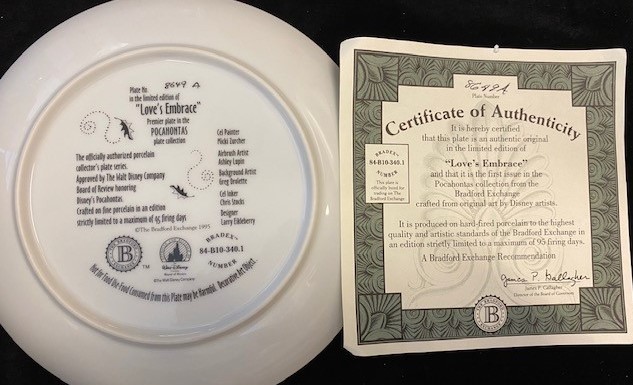 Plate No. 8649 A
in the limited edition of
"Love's Embrace"
Premier plate in the
POCAHONTAS
plate collection
The officially authorized porcelain
collector's plate series.
Approved by The Walt Disney Company
Board of Review honoring
Disney's Pocahontas.
Crafted on fine porcelain in an edition
strictly limited to a maximum of 95 firing days
©The Bradford Exchange 1995
Cel Painter
Micki Zurcher
Airbrush Artist
Ashley Lupin
Background Artist
Greg Drolette
Cel Inker
Chris Stocks
Designer
Larry Eikleberry
B
TM
Walt Disney
©The Walt Disney Company
BRADEX
84-B10-340.1
NUMBER
Not For Food Use-Food Consumed from this Plate may be Harmful. Decorative Art Object.
8649A
Plate Number
Certificate of Authenticity
It is hereby certified
that this plate is an authentic original
in the limited edition of
"Love's Embrace"
and that it is the first issue in the
Pocahontas collection from the
Bradford Exchange
crafted from original art by Disney artists.
BRADEX
84-B10-340.1
NUMBER
This plate is
officially listed for
trading on The
Bradford Exchange
It is produced on hard-fired porcelain to the highest
quality and artistic standards of the Bradford Exchange in
an edition strictly limited to a maximum of 95 firing days.
A Bradford Exchange Recommendation
James P. Gallagher
James P. Gallagher
Director of the Board of Governors
B